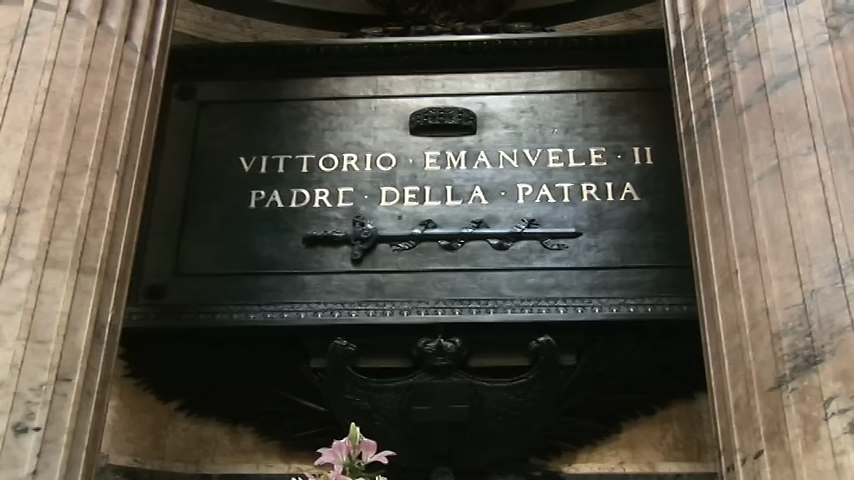 VITTORIO · EMANVELE · II
PADRE · DELLA · PATRIA